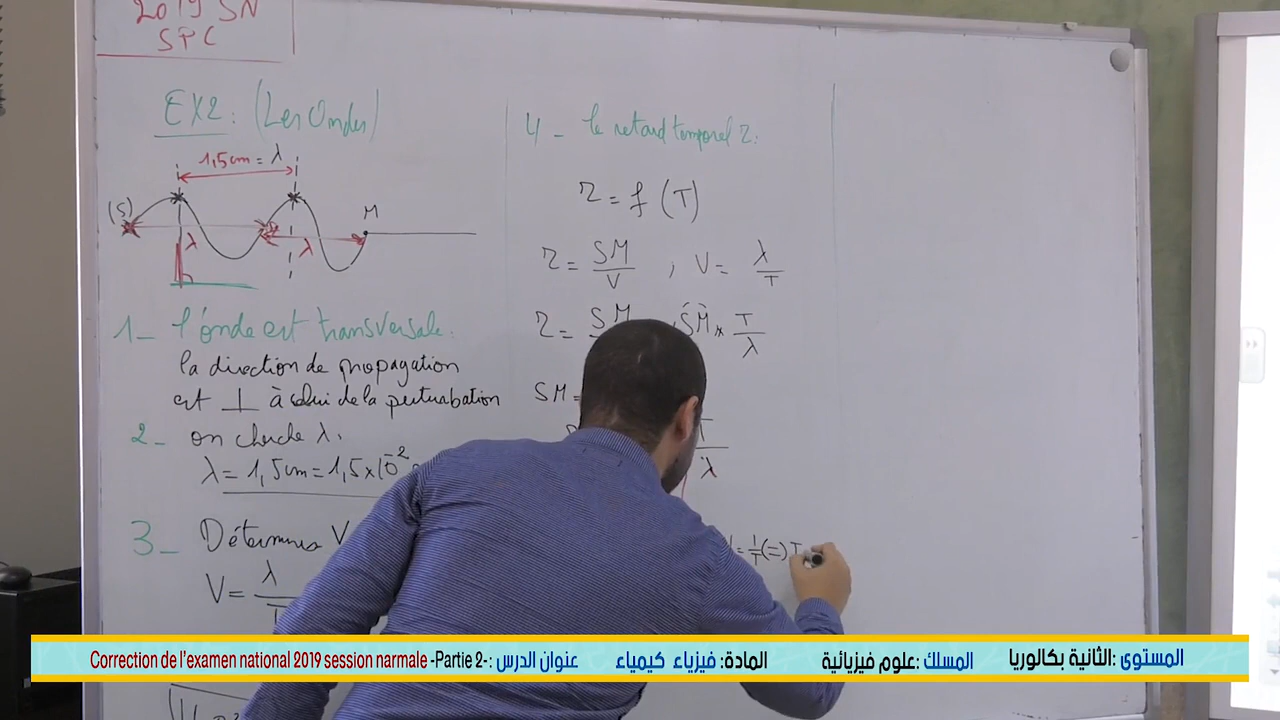 2019 SN
SPC
EX2: (Les Ondes)
1,5cm = λ
(S)
M
λ
λ
1_ l'onde est transversale.
la direction de propagation
est ⊥ à celui de la perturbation
2_ on cherche λ.
λ = 1,5cm = 1,5×10^-2
3_ Détermine V
V = λ
4_ le retard temporel τ.
τ = f (T)
τ = SM/V ; V = λ/T
τ = SM SM × T/λ
SM =
T/λ
= 1/T (=) T
Correction de l'examen national 2019 session narmale -Partie 2- : عنوان الدرس
المادة: فيزياء كيمياء
المسلك :علوم فيزيائية
المستوى :الثانية بكالوريا